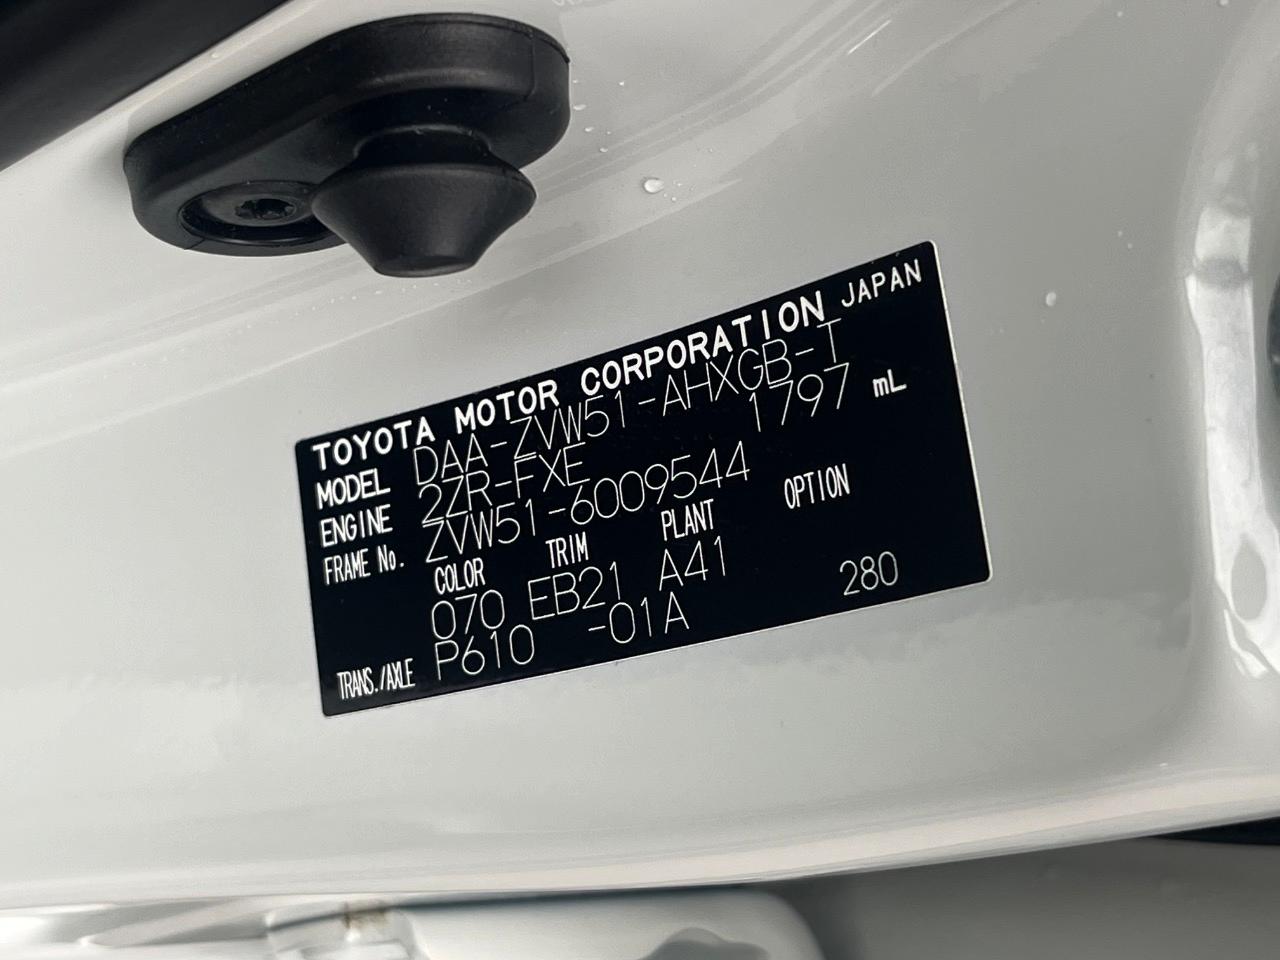 TOYOTA MOTOR CORPORATION JAPAN
MODEL DAA-ZVW51-AHXGB-T
ENGINE 2ZR-FXE 1797 mL
FRAME No. ZVW51-6009544
COLOR TRIM PLANT OPTION
070 EB21 A41
TRANS./AXLE P610 -01A 280